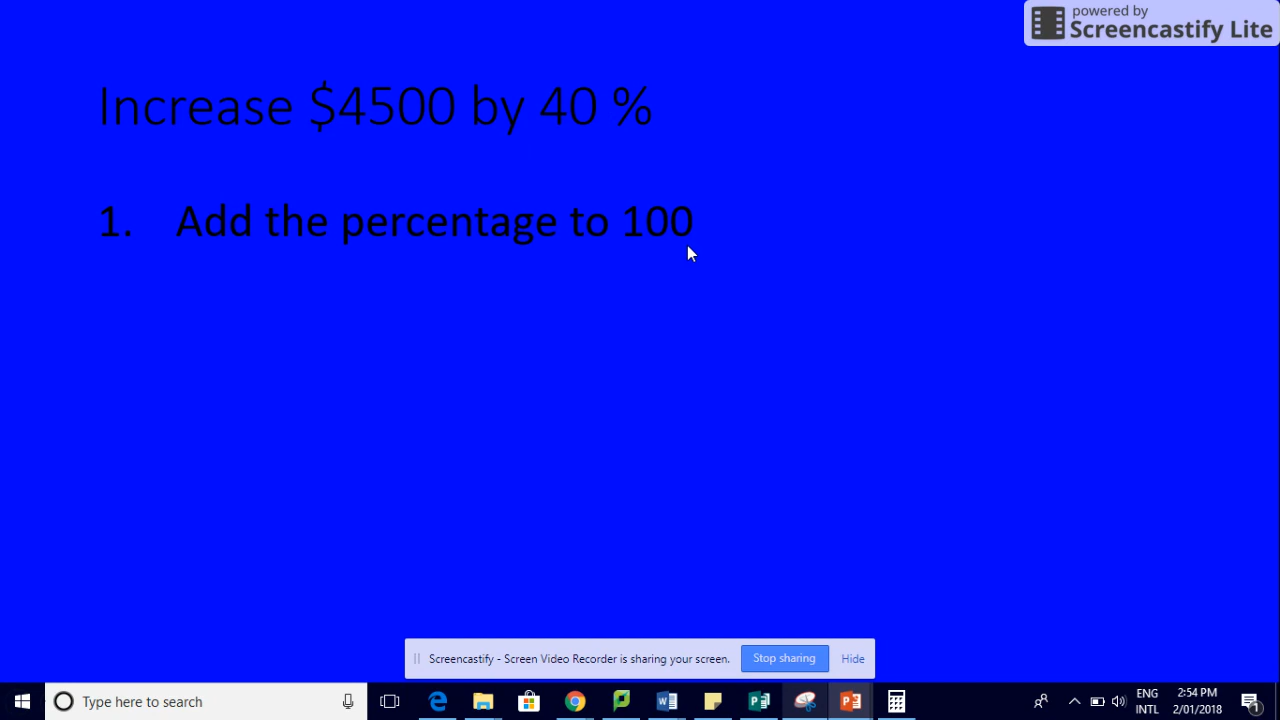 powered by
Screencastify Lite
Increase $4500 by 40 %
1. Add the percentage to 100
Screencastify - Screen Video Recorder is sharing your screen.
Stop sharing
Hide
Type here to search
ENG
INTL
2:54 PM
2/01/2018
1